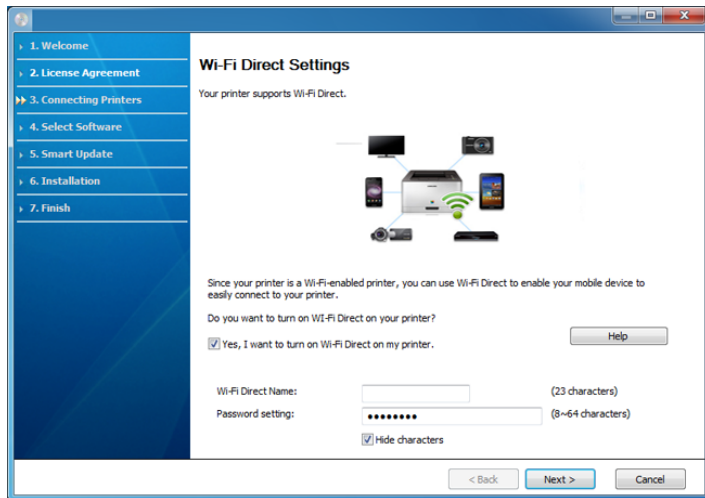 1. Welcome
2. License Agreement
3. Connecting Printers
4. Select Software
5. Smart Update
6. Installation
7. Finish
Wi-Fi Direct Settings
Your printer supports Wi-Fi Direct.
Since your printer is a Wi-Fi-enabled printer, you can use Wi-Fi Direct to enable your mobile device to
easily connect to your printer.
Do you want to turn on WI-Fi Direct on your printer?
Yes, I want to turn on Wi-Fi Direct on my printer.
Help
Wi-Fi Direct Name: (23 characters)
Password setting: •••••••• (8~64 characters)
Hide characters
< Back Next > Cancel